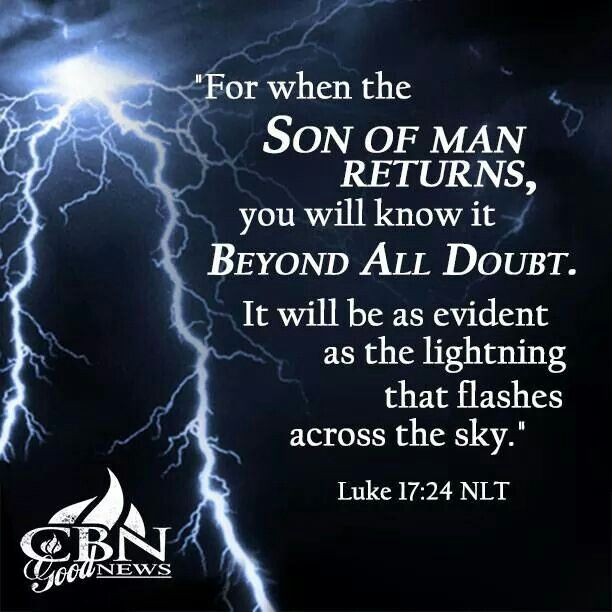 "For when the
SON OF MAN
RETURNS,
you will know it
BEYOND ALL DOUBT.
It will be as evident
as the lightning
that flashes
across the sky."
Luke 17:24 NLT
CBN
Good NEWS